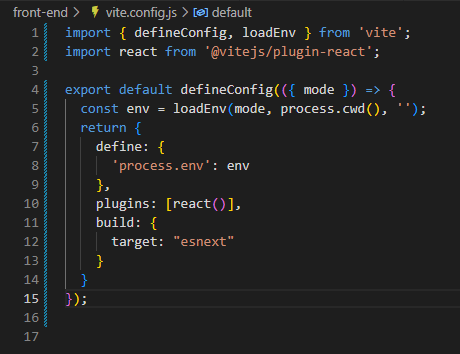 front-end > vite.config.js > default
1 import { defineConfig, loadEnv } from 'vite';
2 import react from '@vitejs/plugin-react';
3
4 export default defineConfig(({ mode }) => {
5   const env = loadEnv(mode, process.cwd(), '');
6   return {
7     define: {
8       'process.env': env
9     },
10     plugins: [react()],
11     build: {
12       target: "esnext"
13     }
14   }
15 });
16
17